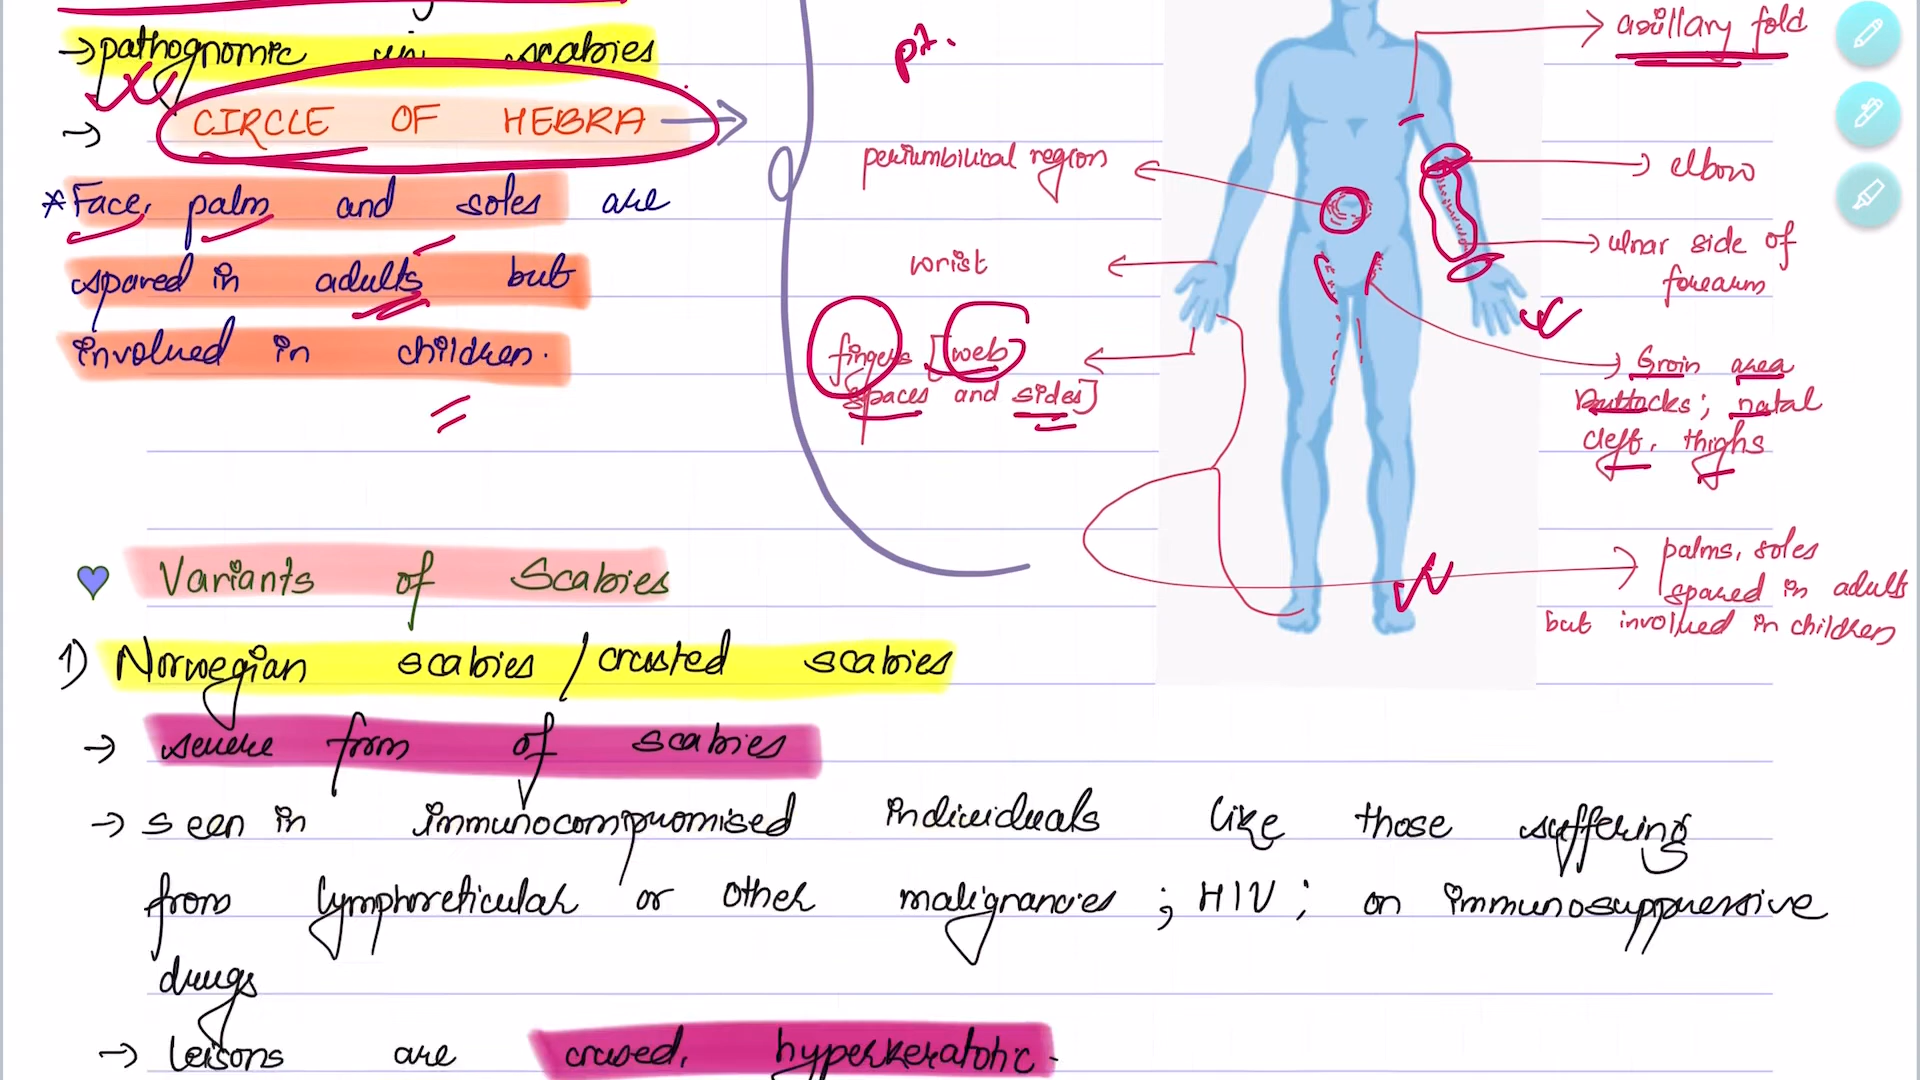 → pathognomic in scabies
→ CIRCLE OF HEBRA →
* Face, palm and soles are
spared in adults but
involved in children.
pt.
axillary fold
periumbilical region
elbow
wrist
ulnar side of
forearm
fingers [web
spaces and sides]
Groin area
Buttocks; natal
cleft, thighs
palms, soles
spared in adults
but involved in children
Variants of Scabies
1) Norwegian scabies / crusted scabies
→ severe from of scabies
→ seen in immunocompromised individuals like those suffering
from lymphoreticular or other malignancies ; HIV ; on immunosuppressive
drugs
→ leisons are crused, hyperkeratotic.